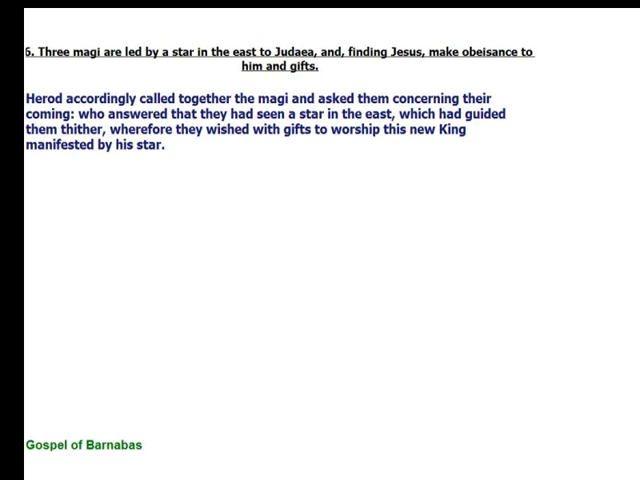 6. Three magi are led by a star in the east to Judaea, and, finding Jesus, make obeisance to
him and gifts.
Herod accordingly called together the magi and asked them concerning their
coming: who answered that they had seen a star in the east, which had guided
them thither, wherefore they wished with gifts to worship this new King
manifested by his star.
Gospel of Barnabas